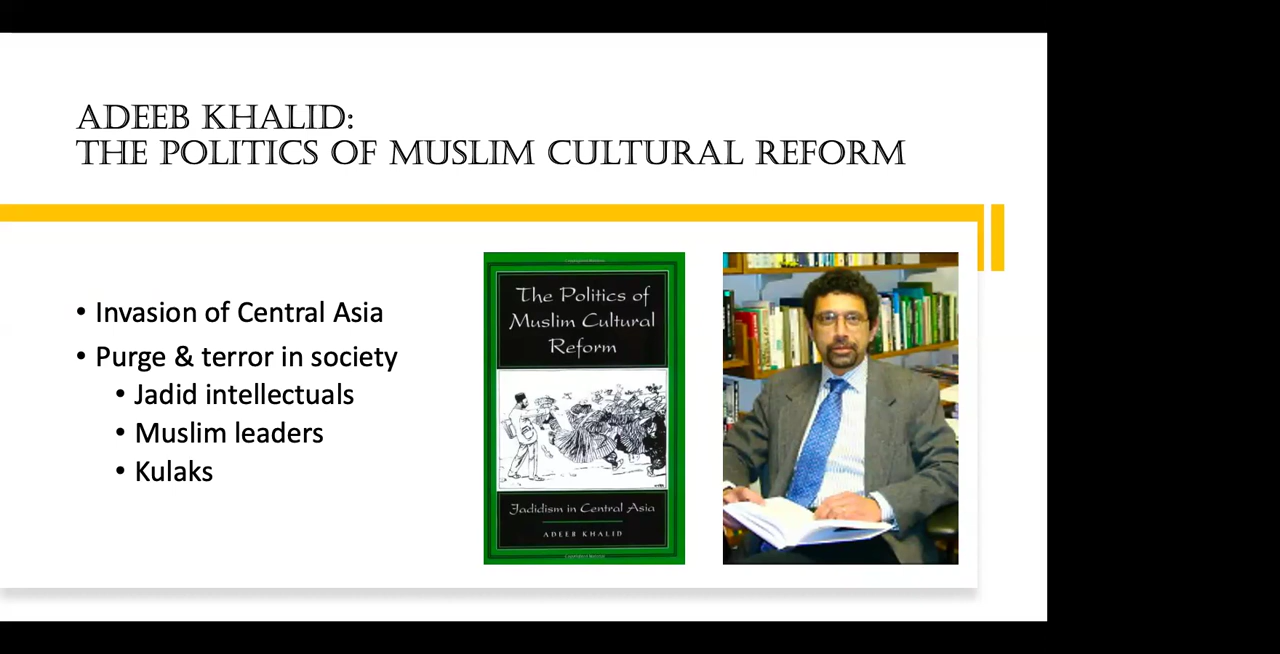 ADEEB KHALID:
THE POLITICS OF MUSLIM CULTURAL REFORM
• Invasion of Central Asia
• Purge & terror in society
• Jadid intellectuals
• Muslim leaders
• Kulaks
The Politics of
Muslim Cultural
Reform
Jadidism in Central Asia
ADEEB KHALID